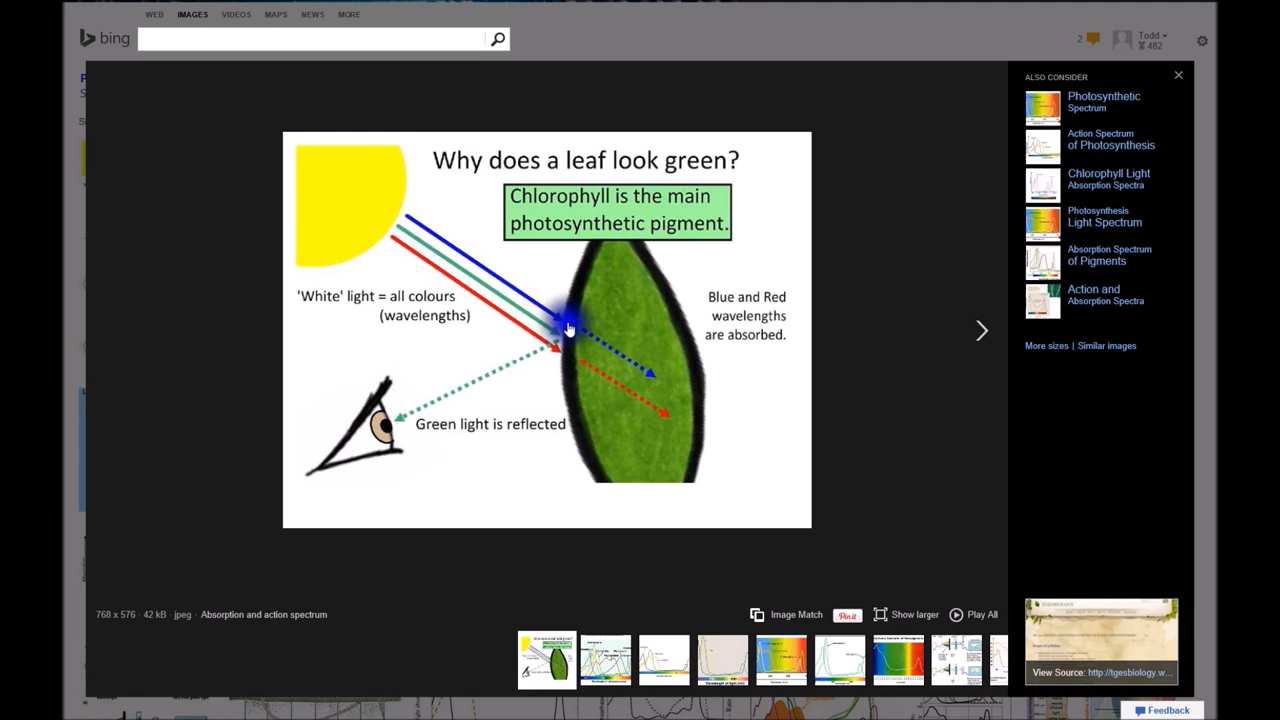 WEB IMAGES VIDEOS MAPS NEWS MORE
bing
2
Todd
482
ALSO CONSIDER
Photosynthetic
Spectrum
Action Spectrum
of Photosynthesis
Chlorophyll Light
Absorption Spectra
Photosynthesis
Light Spectrum
Absorption Spectrum
of Pigments
Action and
Absorption Spectra
More sizes | Similar images
Why does a leaf look green?
Chlorophyll is the main
photosynthetic pigment.
'White' light = all colours
(wavelengths)
Blue and Red
wavelengths
are absorbed.
Green light is reflected
768 x 576 · 42 kB · jpeg · Absorption and action spectrum
Image Match
Pin it
Show larger
Play All
View Source: http://tgesbiology.w...
Feedback